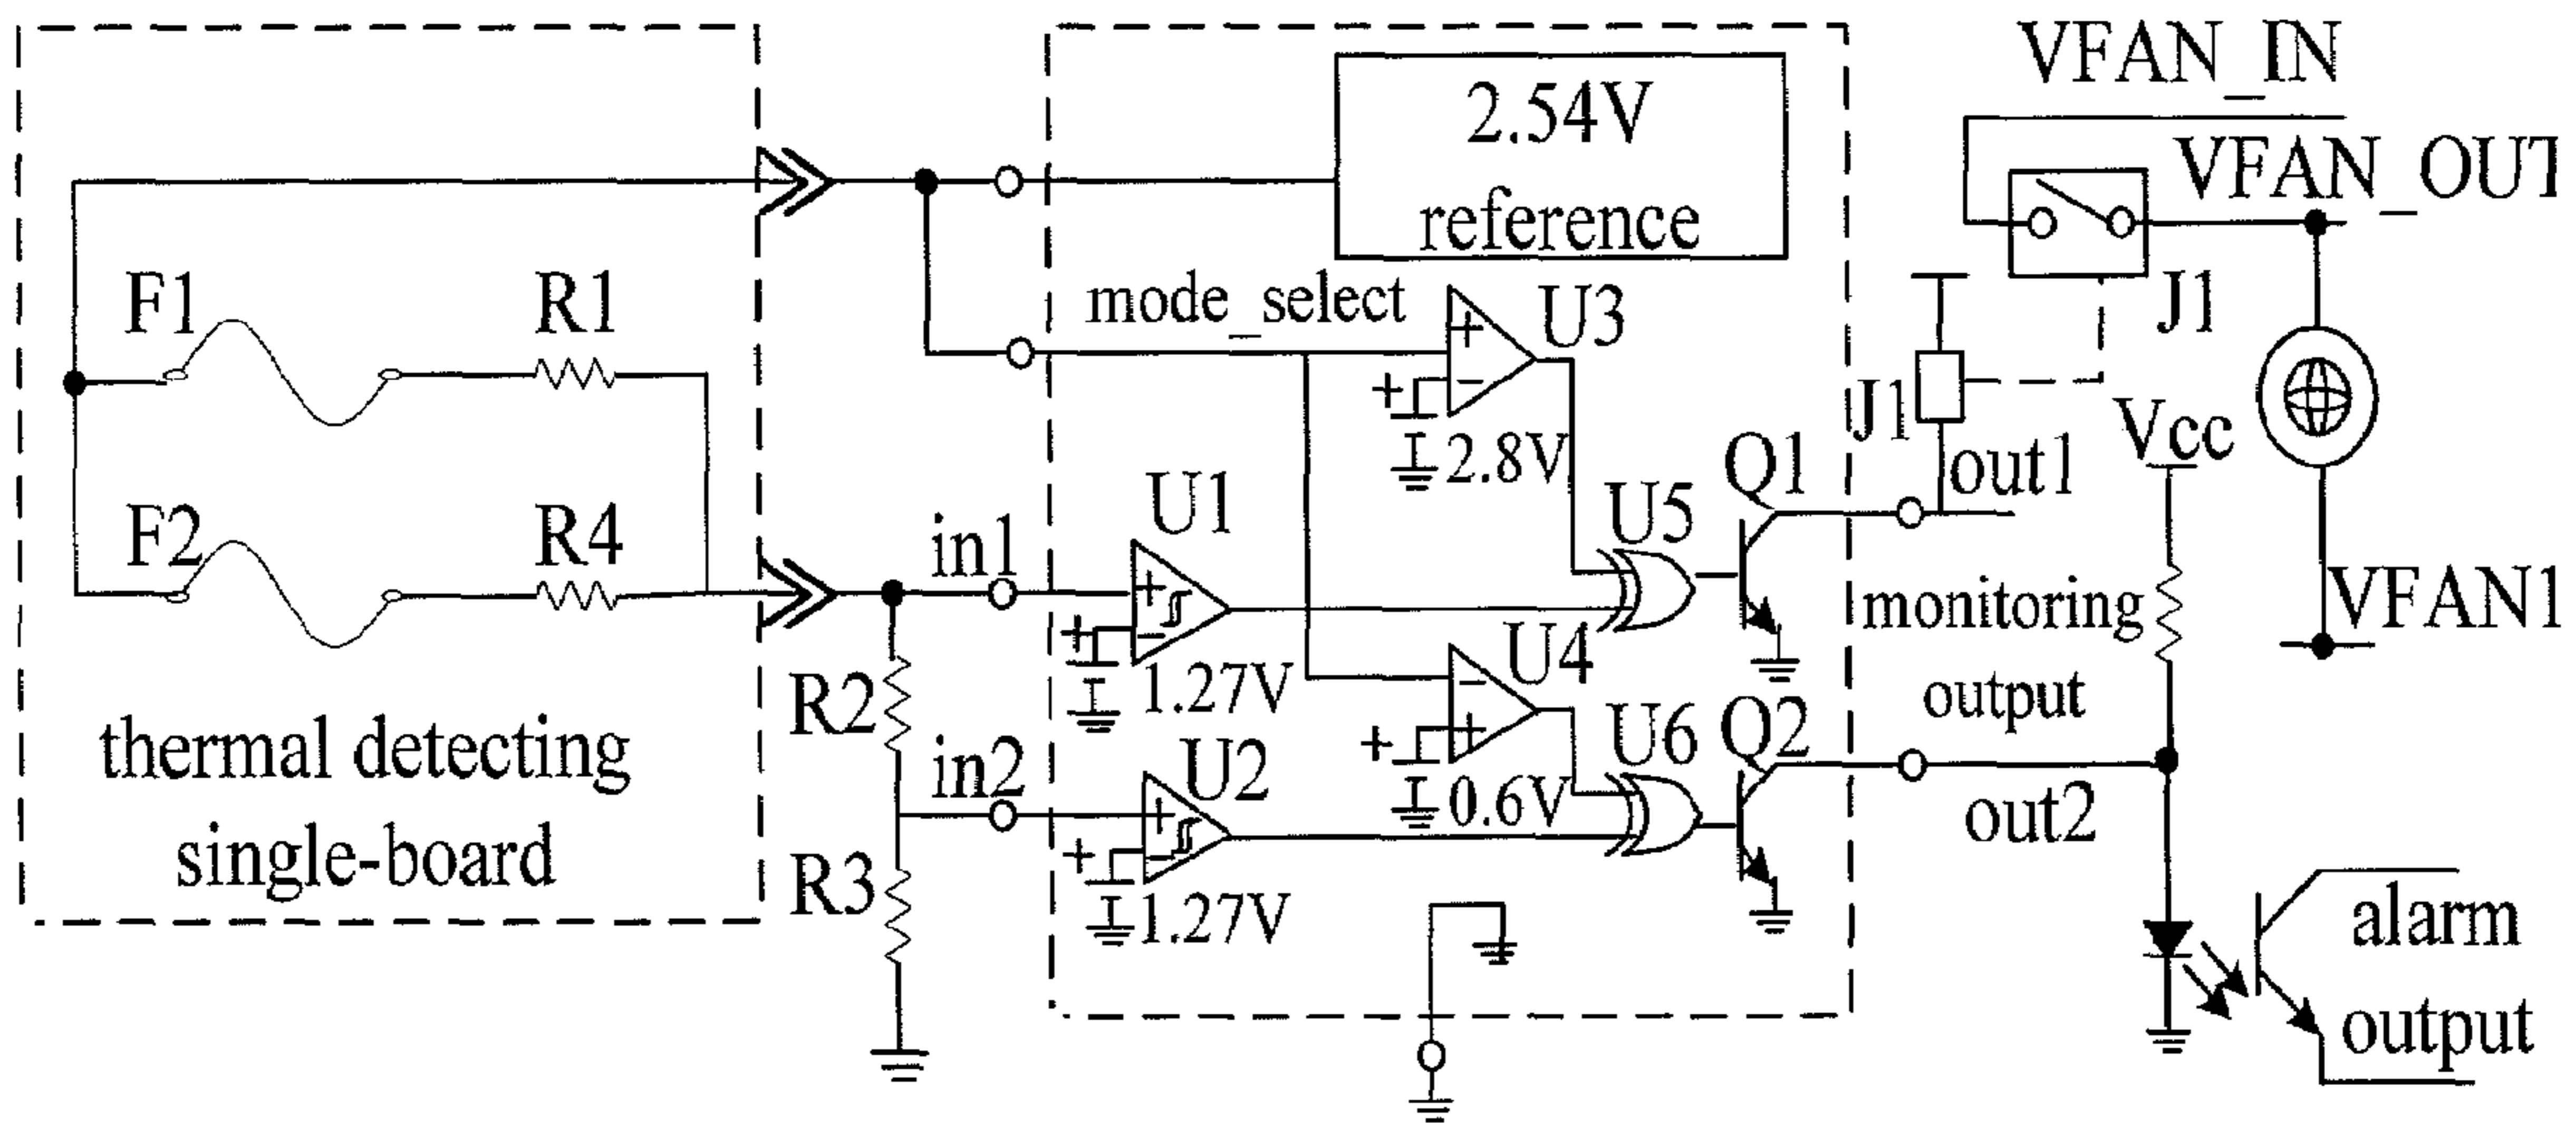 VFAN_IN
2.54V
reference
VFAN_OUT
F1
R1
mode_select
U3
J1
+
−
+
2.8V
J1
Vcc
F2
R4
in1
U1
U5
Q1
out1
+
−
+
1.27V
monitoring
output
VFAN1
R2
U4
−
+
+
0.6V
thermal detecting
single-board
in2
U2
U6
Q2
out2
+
−
+
1.27V
R3
alarm
output